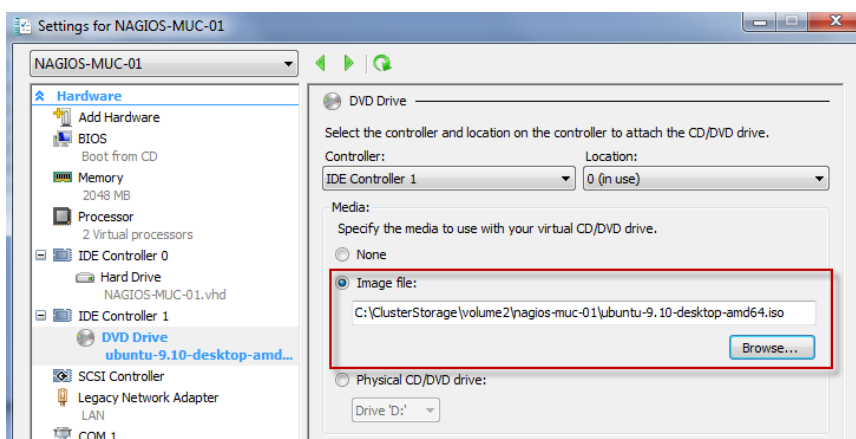 Settings for NAGIOS-MUC-01
NAGIOS-MUC-01
Hardware
Add Hardware
BIOS
Boot from CD
Memory
2048 MB
Processor
2 Virtual processors
IDE Controller 0
Hard Drive
NAGIOS-MUC-01.vhd
IDE Controller 1
DVD Drive
ubuntu-9.10-desktop-amd...
SCSI Controller
Legacy Network Adapter
LAN
COM 1
DVD Drive
Select the controller and location on the controller to attach the CD/DVD drive.
Controller: Location:
IDE Controller 1 0 (in use)
Media:
Specify the media to use with your virtual CD/DVD drive.
None
Image file:
C:\ClusterStorage\volume2\nagios-muc-01\ubuntu-9.10-desktop-amd64.iso
Browse...
Physical CD/DVD drive:
Drive 'D:'